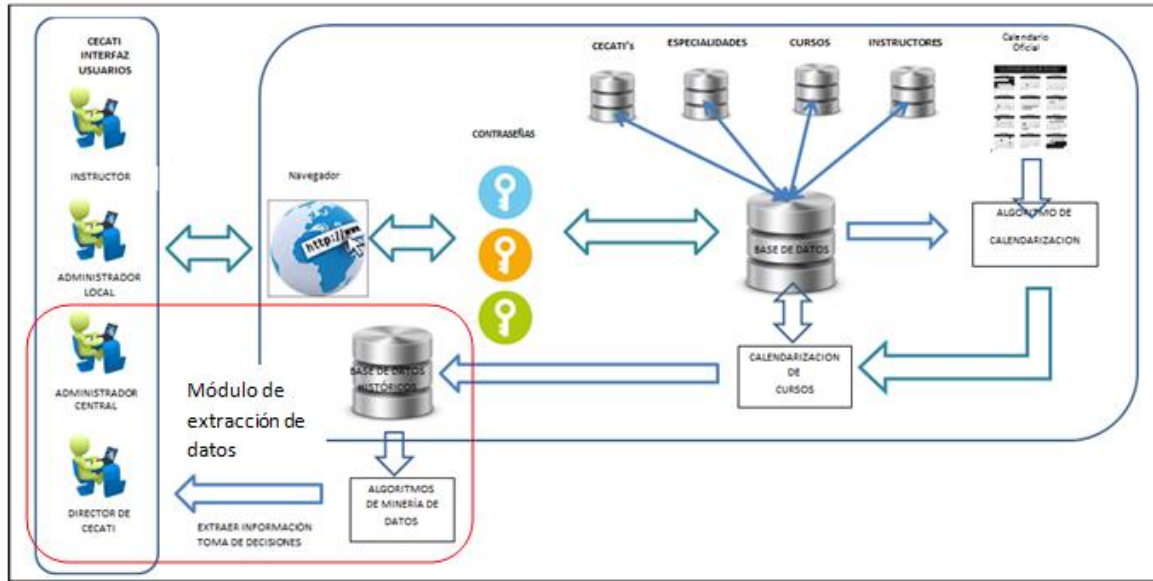 CECATI
INTERFAZ
USUARIOS
INSTRUCTOR
ADMINISTRADOR
LOCAL
ADMINISTRADOR
CENTRAL
DIRECTOR DE
CECATI
Navegador
http://ww
CONTRASEÑAS
CECATI's
ESPECIALIDADES
CURSOS
INSTRUCTORES
Calendario
Oficial
BASE DE DATOS
ALGORITMO DE
CALENDARIZACION
CALENDARIZACION
DE
CURSOS
BASE DE DATOS
HISTÓRICOS
Módulo de
extracción de
datos
ALGORITMOS
DE MINERÍA DE
DATOS
EXTRAER INFORMACIÓN
TOMA DE DECISIONES